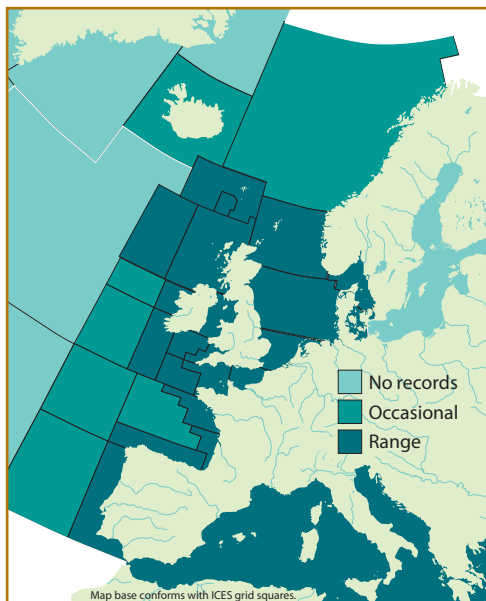 No records
Occasional
Range
Map base conforms with ICES grid squares.